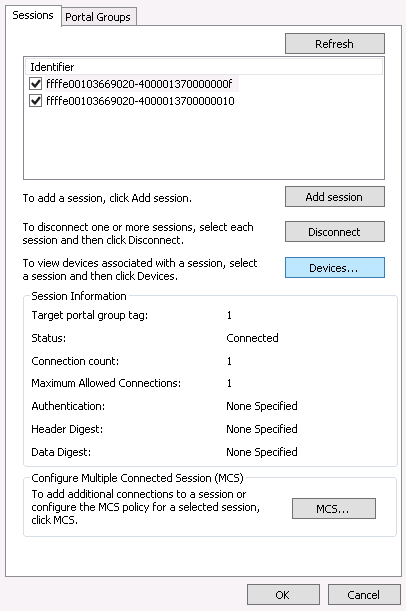 Sessions
Portal Groups
Refresh
Identifier
ffffe00103669020-400001370000000f
ffffe00103669020-4000013700000010
To add a session, click Add session.
Add session
To disconnect one or more sessions, select each
session and then click Disconnect.
Disconnect
To view devices associated with a session, select
a session and then click Devices.
Devices...
Session Information
Target portal group tag: 1
Status: Connected
Connection count: 1
Maximum Allowed Connections: 1
Authentication: None Specified
Header Digest: None Specified
Data Digest: None Specified
Configure Multiple Connected Session (MCS)
To add additional connections to a session or
configure the MCS policy for a selected session,
click MCS.
MCS...
OK
Cancel